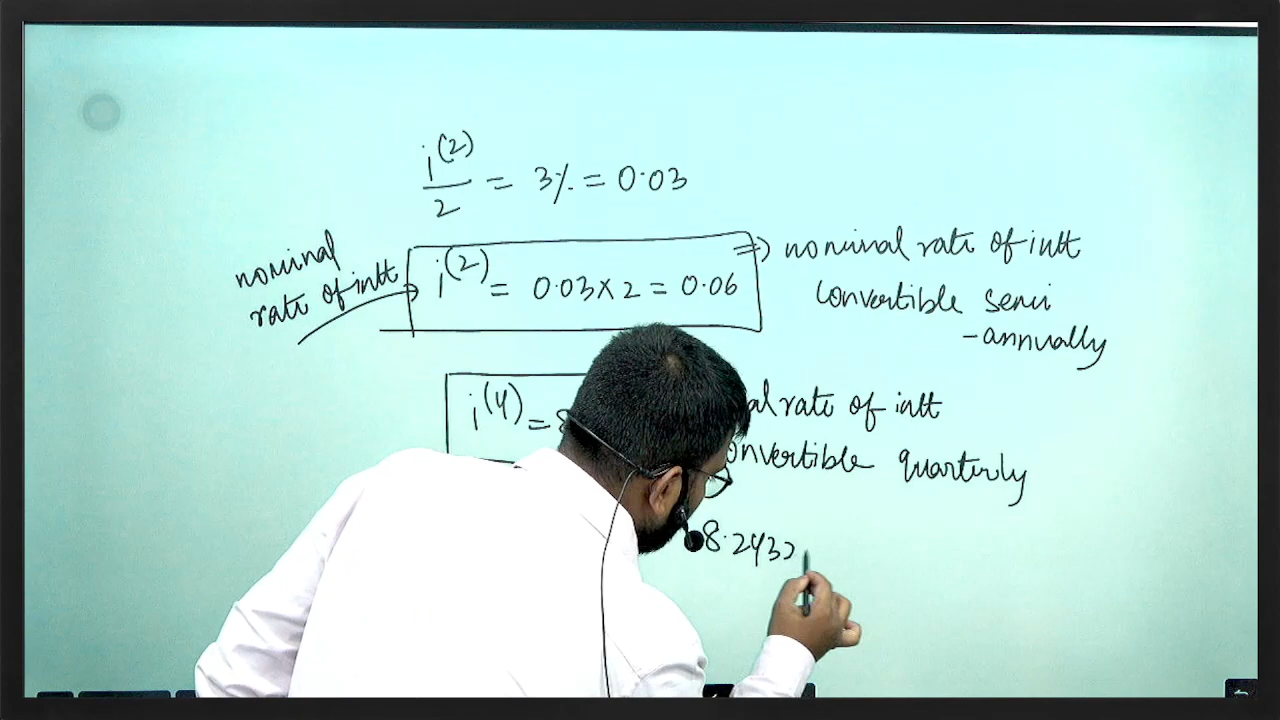 i^(2)/2 = 3% = 0.03
nominal
rate of intt
i^(2) = 0.03 × 2 = 0.06
⇒ nominal rate of intt
convertible semi
-annually
i^(4) = 8
al rate of intt
onvertible quarterly
8.243